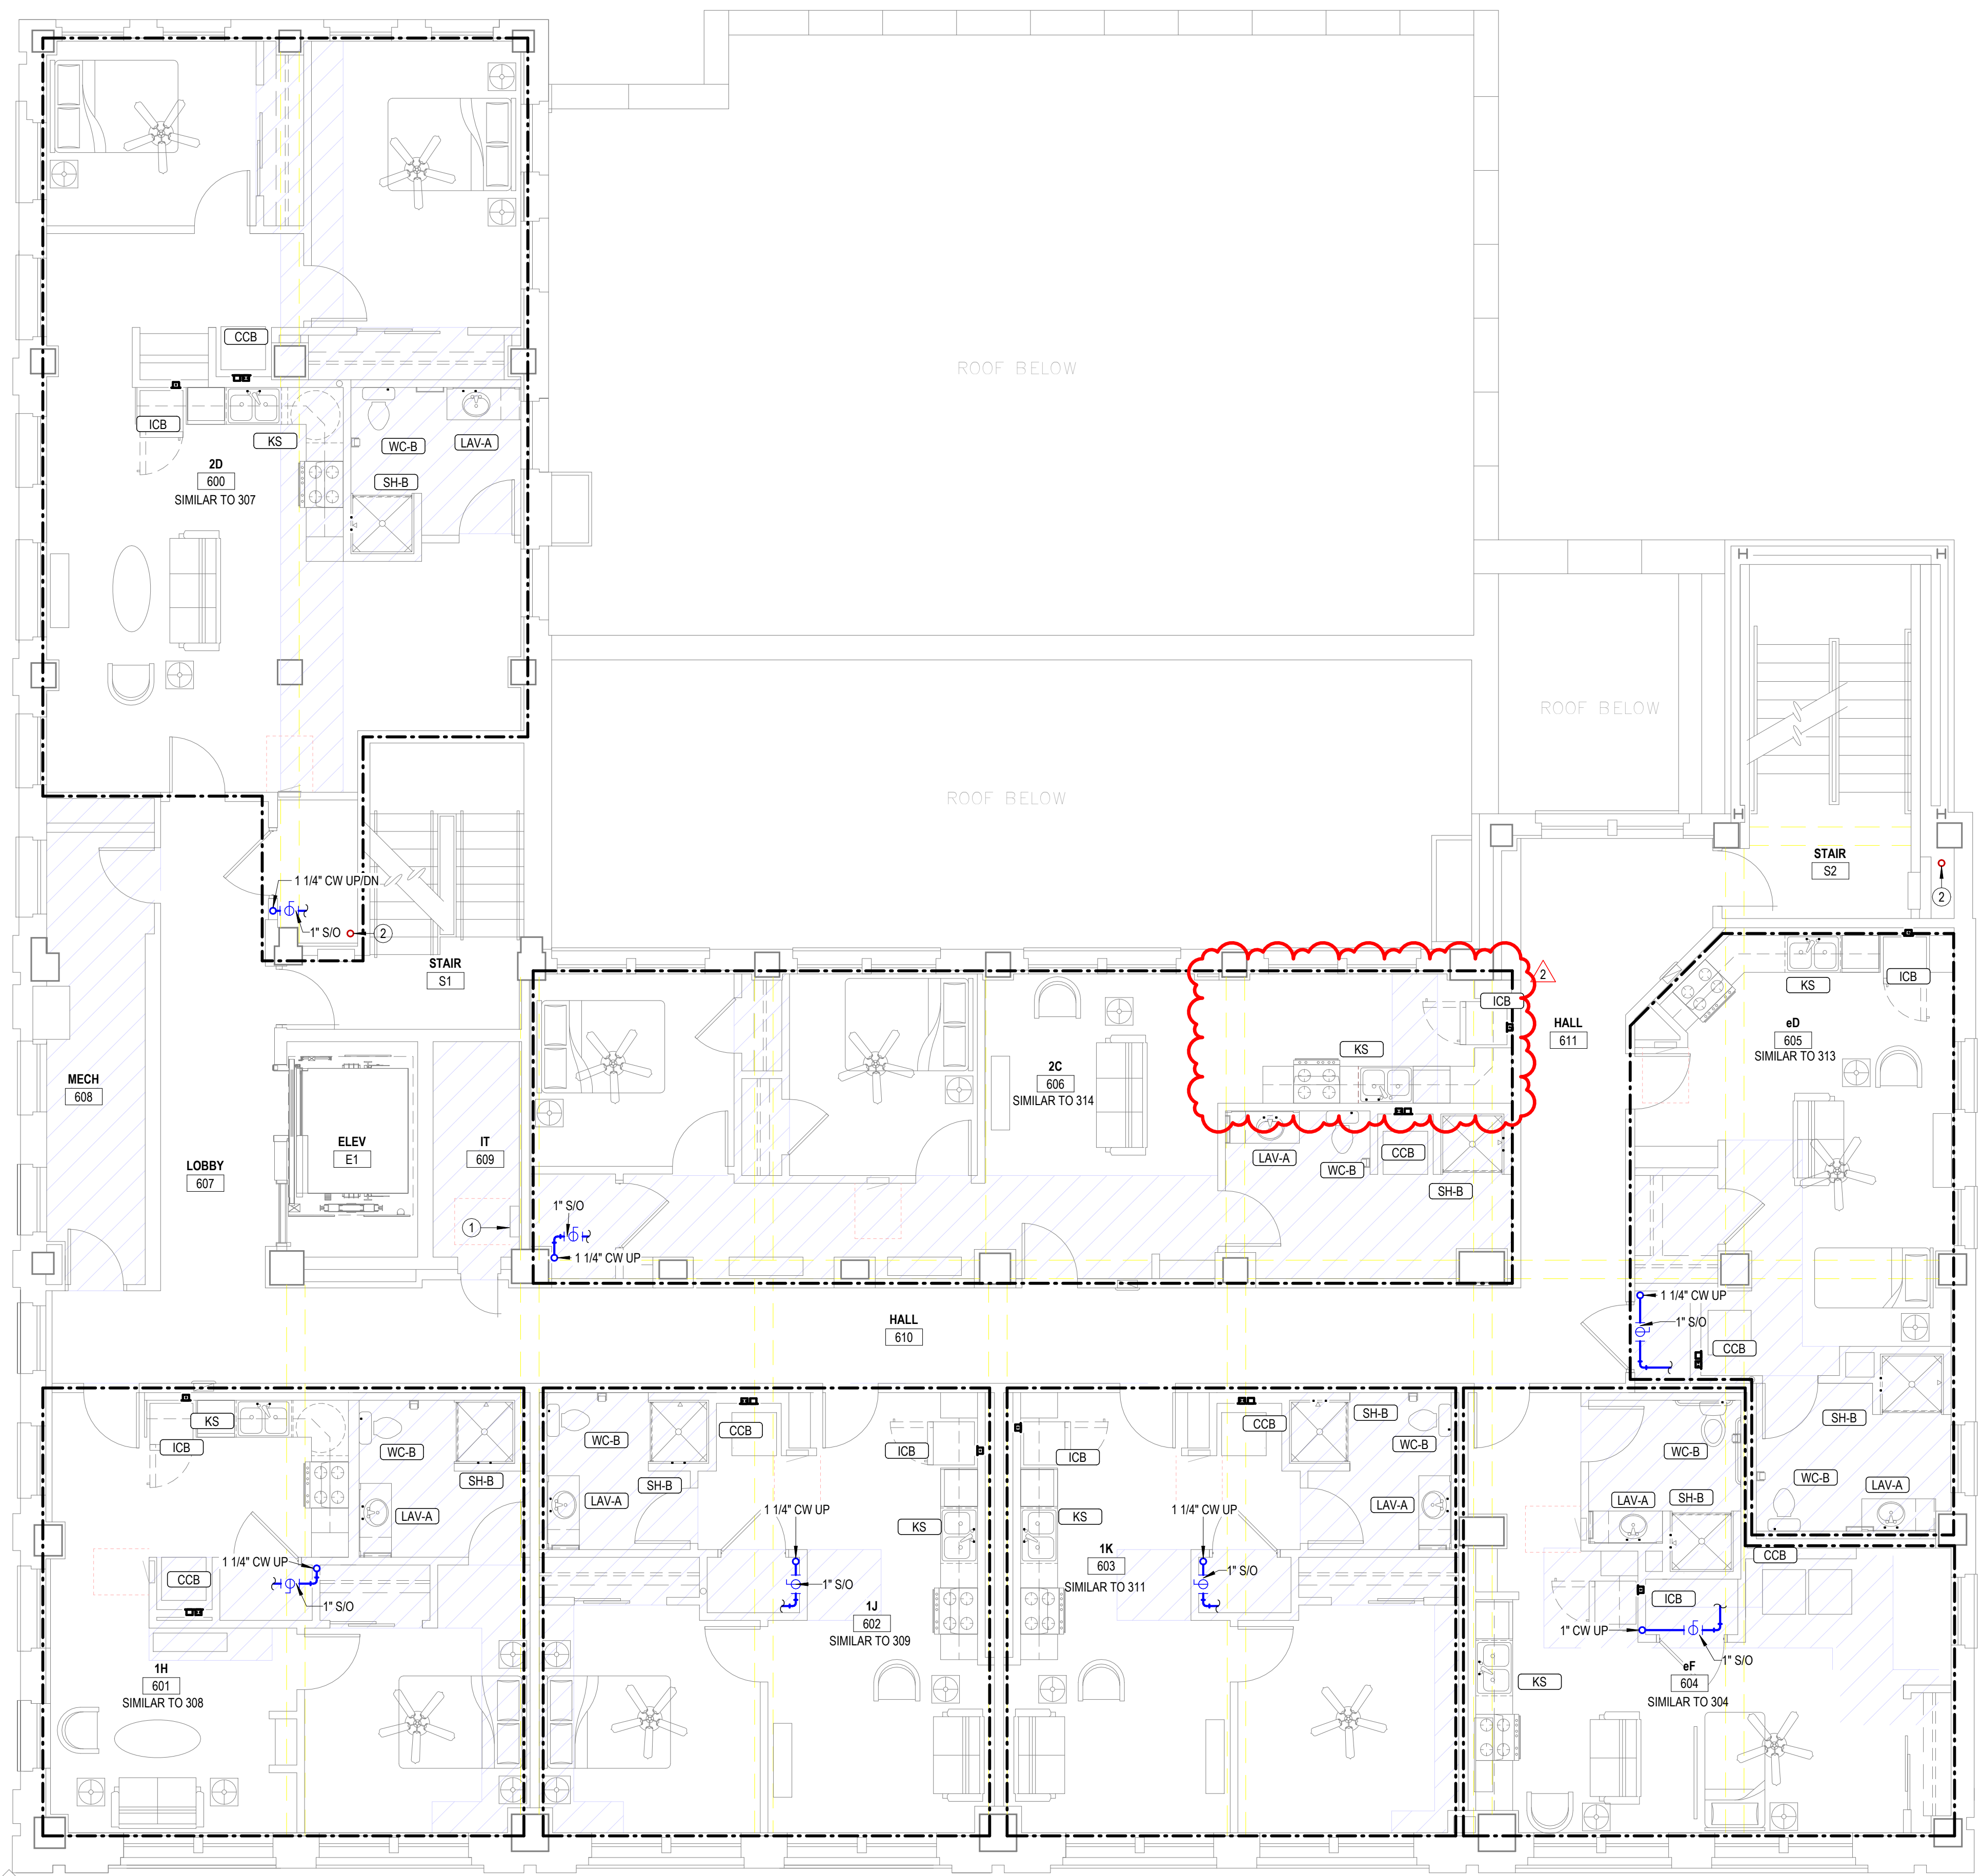 ROOF BELOW
CCB
ICB
KS
WC-B
LAV-A
2D
600
SIMILAR TO 307
SH-B
ROOF BELOW
ROOF BELOW
1 1/4" CW UP/DN
1" S/O
2
STAIR
S1
STAIR
S2
2
2
MECH
608
LOBBY
607
ELEV
E1
IT
609
1
1" S/O
1 1/4" CW UP
2C
606
SIMILAR TO 314
KS
ICB
LAV-A
WC-B
CCB
SH-B
HALL
611
KS
ICB
eD
605
SIMILAR TO 313
1 1/4" CW UP
1" S/O
CCB
SH-B
WC-B
LAV-A
HALL
610
KS
ICB
WC-B
SH-B
LAV-A
1 1/4" CW UP
1" S/O
CCB
1H
601
SIMILAR TO 308
WC-B
CCB
ICB
SH-B
LAV-A
1 1/4" CW UP
KS
1" S/O
1J
602
SIMILAR TO 309
ICB
CCB
SH-B
WC-B
LAV-A
KS
1 1/4" CW UP
1" S/O
1K
603
SIMILAR TO 311
WC-B
LAV-A
SH-B
CCB
ICB
1" CW UP
1" S/O
KS
eF
604
SIMILAR TO 304